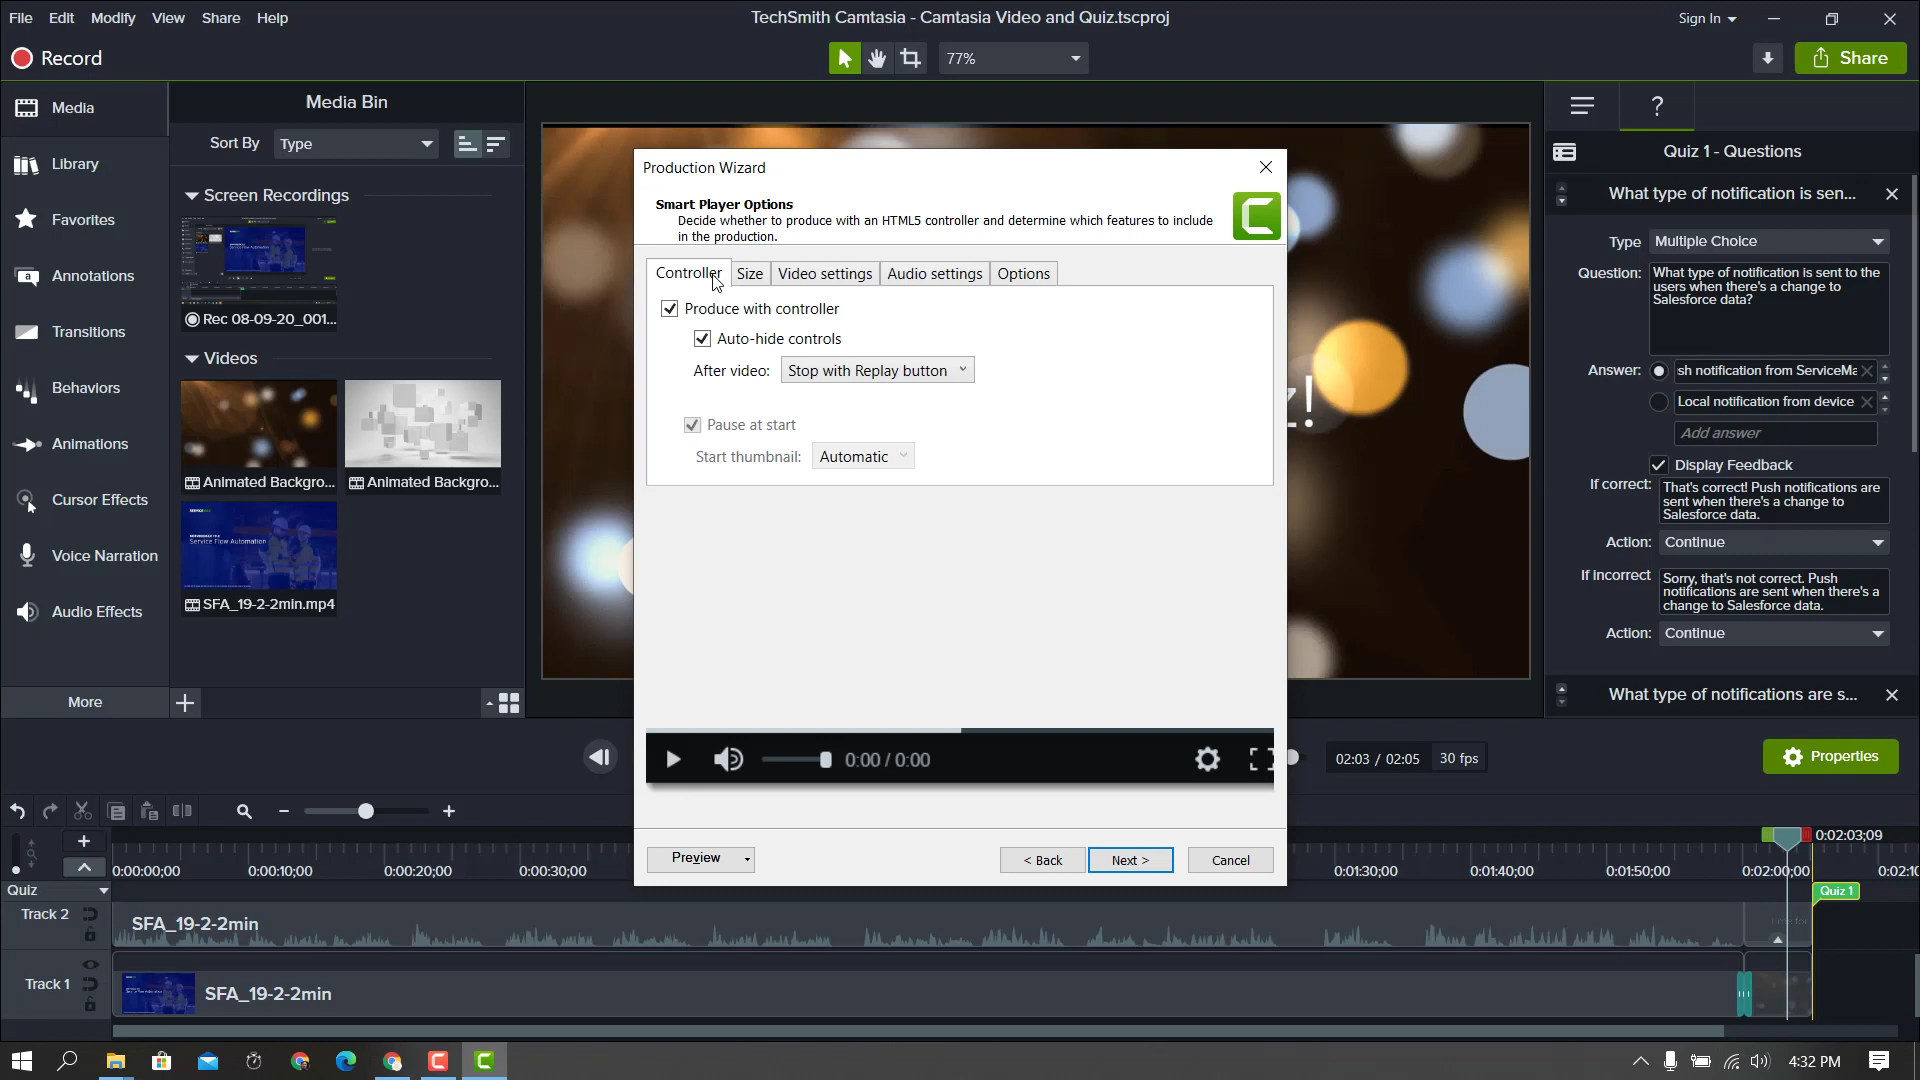 File Edit Modify View Share Help
TechSmith Camtasia - Camtasia Video and Quiz.tscproj
Sign In
Record
77%
Share
Media
Library
Favorites
Annotations
Transitions
Behaviors
Animations
Cursor Effects
Voice Narration
Audio Effects
More
Media Bin
Sort By Type
Screen Recordings
Rec 08-09-20_001...
Videos
Animated Backgro...
Animated Backgro...
Service Flow Automation
SFA_19-2-2min.mp4
z!
Production Wizard
Smart Player Options
Decide whether to produce with an HTML5 controller and determine which features to include
in the production.
Controller Size Video settings Audio settings Options
Produce with controller
Auto-hide controls
After video: Stop with Replay button
Pause at start
Start thumbnail: Automatic
0:00 / 0:00
Preview
< Back Next > Cancel
?
Quiz 1 - Questions
What type of notification is sen...
Type Multiple Choice
Question: What type of notification is sent to the
users when there's a change to
Salesforce data?
Answer: sh notification from ServiceMa
Local notification from device
Add answer
Display Feedback
If correct: That's correct! Push notifications are
sent when there's a change to
Salesforce data.
Action: Continue
If incorrect Sorry, that's not correct. Push
notifications are sent when there's a
change to Salesforce data.
Action: Continue
What type of notifications are s...
02:03 / 02:05 30 fps
Properties
0:02:03;09
0:00:00;00 0:00:10;00 0:00:20;00 0:00:30;00 0:01:30;00 0:01:40;00 0:01:50;00 0:02:00;00 0:02:10
Quiz
Quiz 1
Track 2
SFA_19-2-2min
Track 1
SFA_19-2-2min
4:32 PM